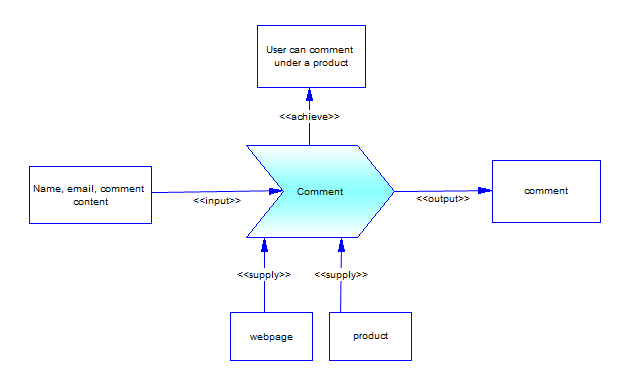 User can comment
under a product
<<achieve>>
Name, email, comment
content
<<input>>
Comment
<<output>>
comment
<<supply>>
<<supply>>
webpage
product